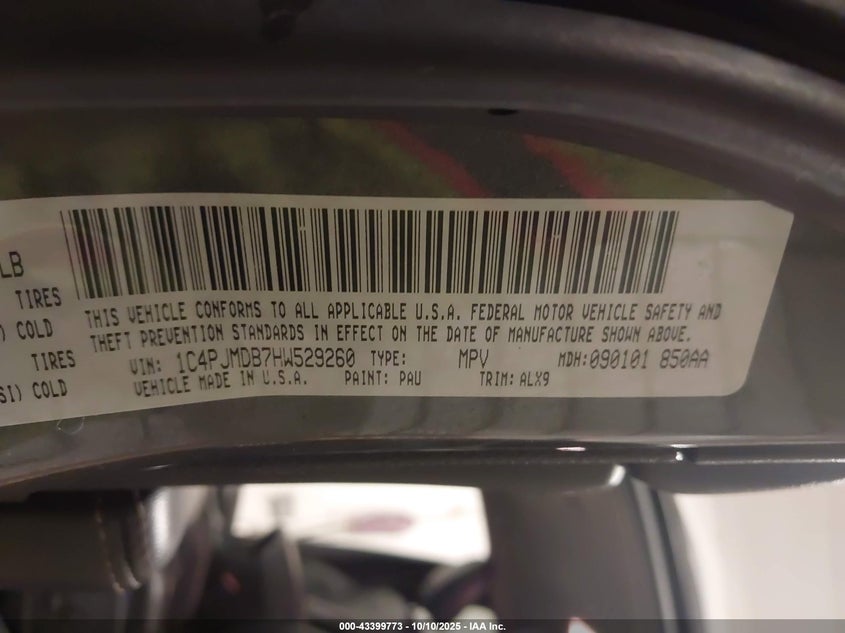 LB
TIRES
) COLD
TIRES
SI) COLD
THIS VEHICLE CONFORMS TO ALL APPLICABLE U.S.A. FEDERAL MOTOR VEHICLE SAFETY AND
THEFT PREVENTION STANDARDS IN EFFECT ON THE DATE OF MANUFACTURE SHOWN ABOVE.
VIN: 1C4PJMDB7HW529260 TYPE: MPV MDH:090101 850AA
VEHICLE MADE IN U.S.A. PAINT: PAU TRIM: ALX9
000-43399773 - 10/10/2025 - IAA Inc.